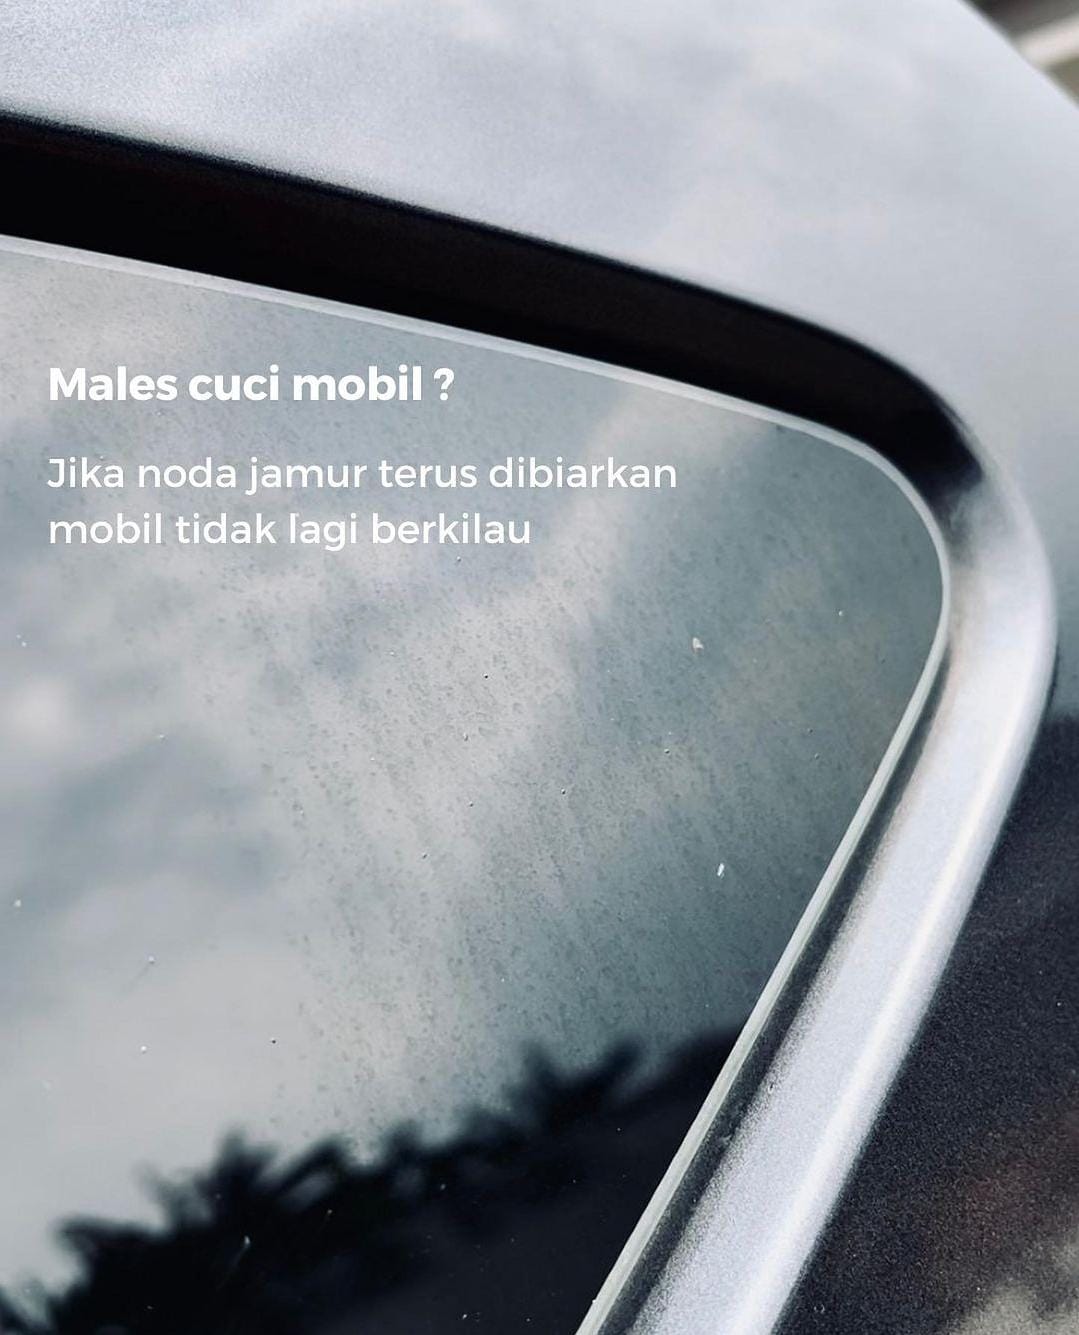 Males cuci mobil ?
Jika noda jamur terus dibiarkan
mobil tidak lagi berkilau